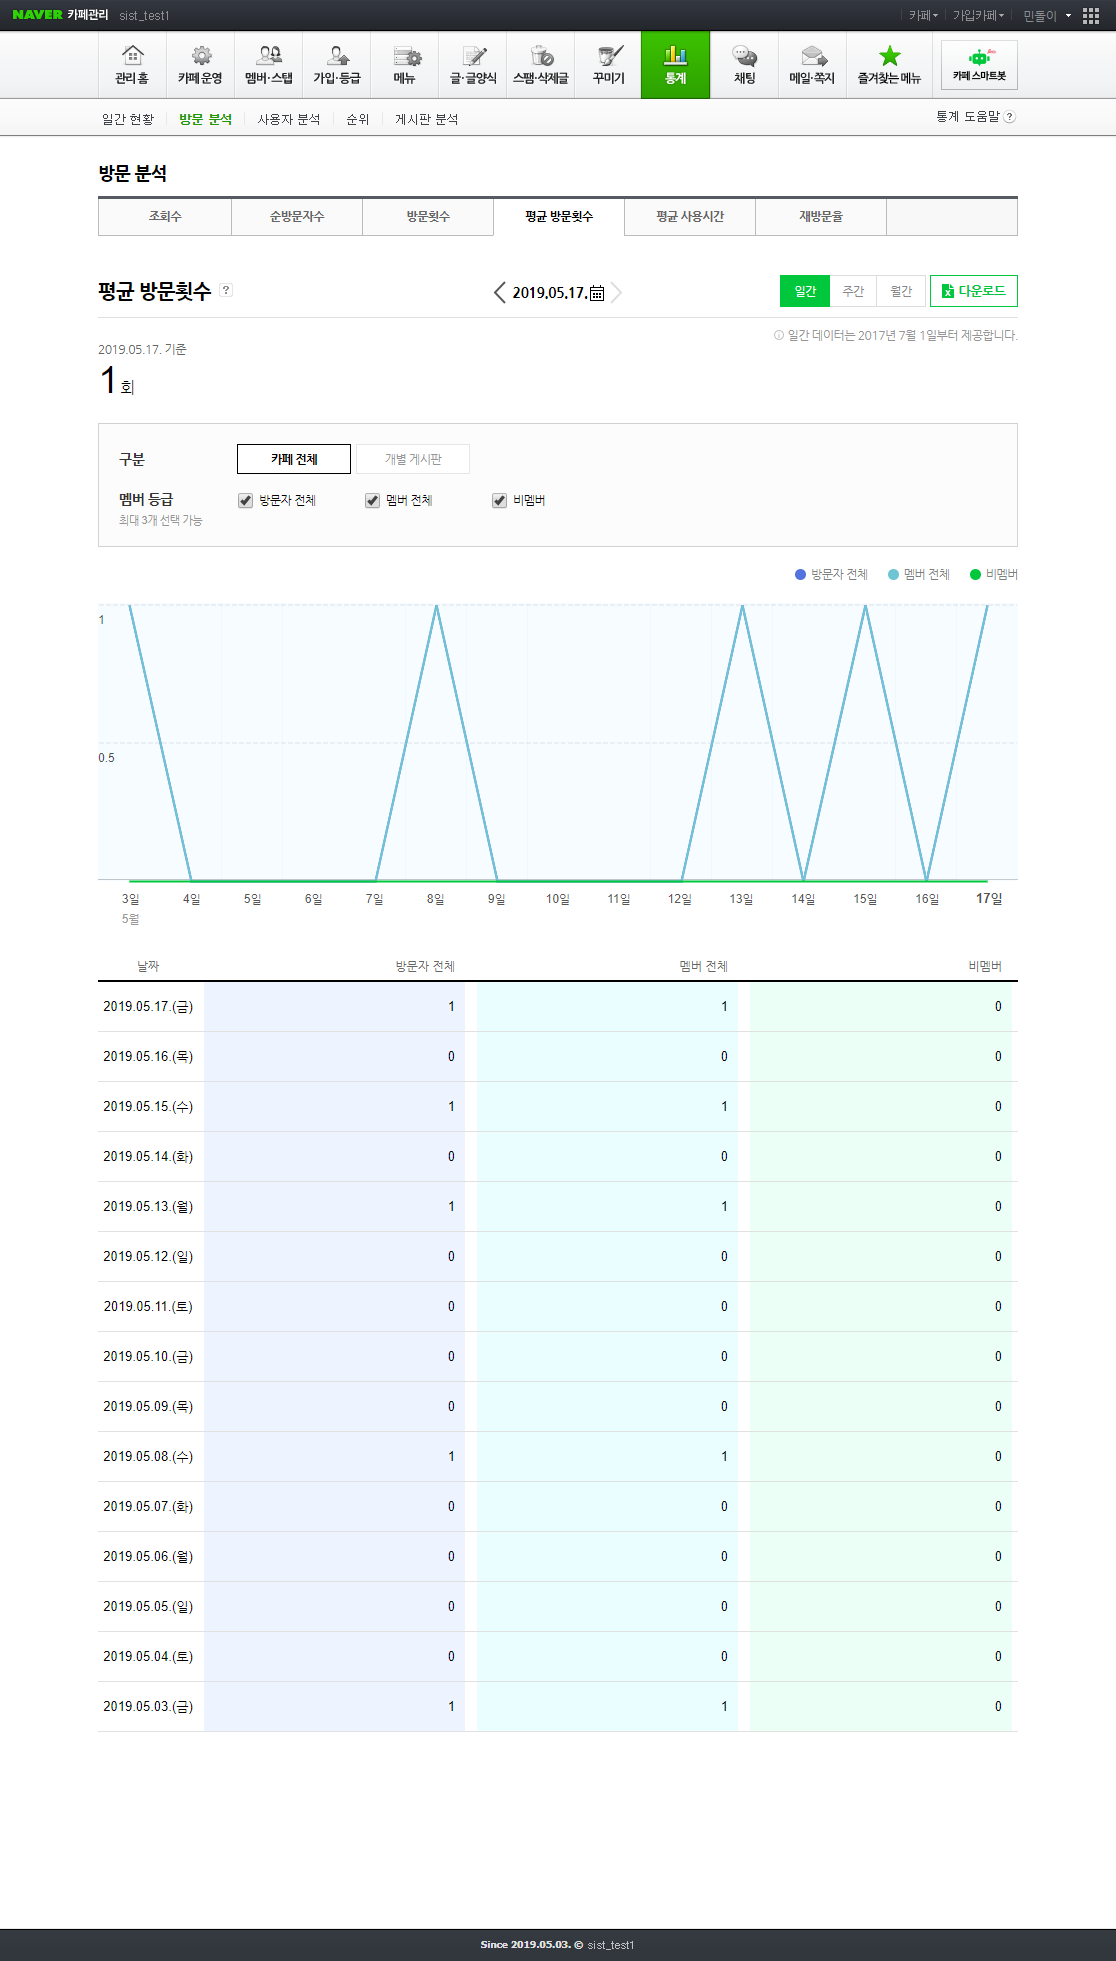 NAVER 카페관리 sist_test1 카페 가입카페 민돌이
관리 홈 카페 운영 멤버·스탭 가입·등급 메뉴 글·글양식 스팸·삭제글 꾸미기 통계 채팅 메일·쪽지 즐겨찾는 메뉴 카페 스마트봇
일간 현황 방문 분석 사용자 분석 순위 게시판 분석 통계 도움말 ?
방문 분석
조회수 순방문자수 방문횟수 평균 방문횟수 평균 사용시간 재방문율
평균 방문횟수 ? 2019.05.17. 일간 주간 월간 다운로드
일간 데이터는 2017년 7월 1일부터 제공합니다.
2019.05.17. 기준
1 회
구분 카페 전체 개별 게시판
멤버 등급 방문자 전체 멤버 전체 비멤버
최대 3개 선택 가능
방문자 전체 멤버 전체 비멤버
1
0.5
3일 4일 5일 6일 7일 8일 9일 10일 11일 12일 13일 14일 15일 16일 17일
5월
날짜 방문자 전체 멤버 전체 비멤버
2019.05.17.(금) 1 1 0
2019.05.16.(목) 0 0 0
2019.05.15.(수) 1 1 0
2019.05.14.(화) 0 0 0
2019.05.13.(월) 1 1 0
2019.05.12.(일) 0 0 0
2019.05.11.(토) 0 0 0
2019.05.10.(금) 0 0 0
2019.05.09.(목) 0 0 0
2019.05.08.(수) 1 1 0
2019.05.07.(화) 0 0 0
2019.05.06.(월) 0 0 0
2019.05.05.(일) 0 0 0
2019.05.04.(토) 0 0 0
2019.05.03.(금) 1 1 0
Since 2019.05.03. © sist_test1